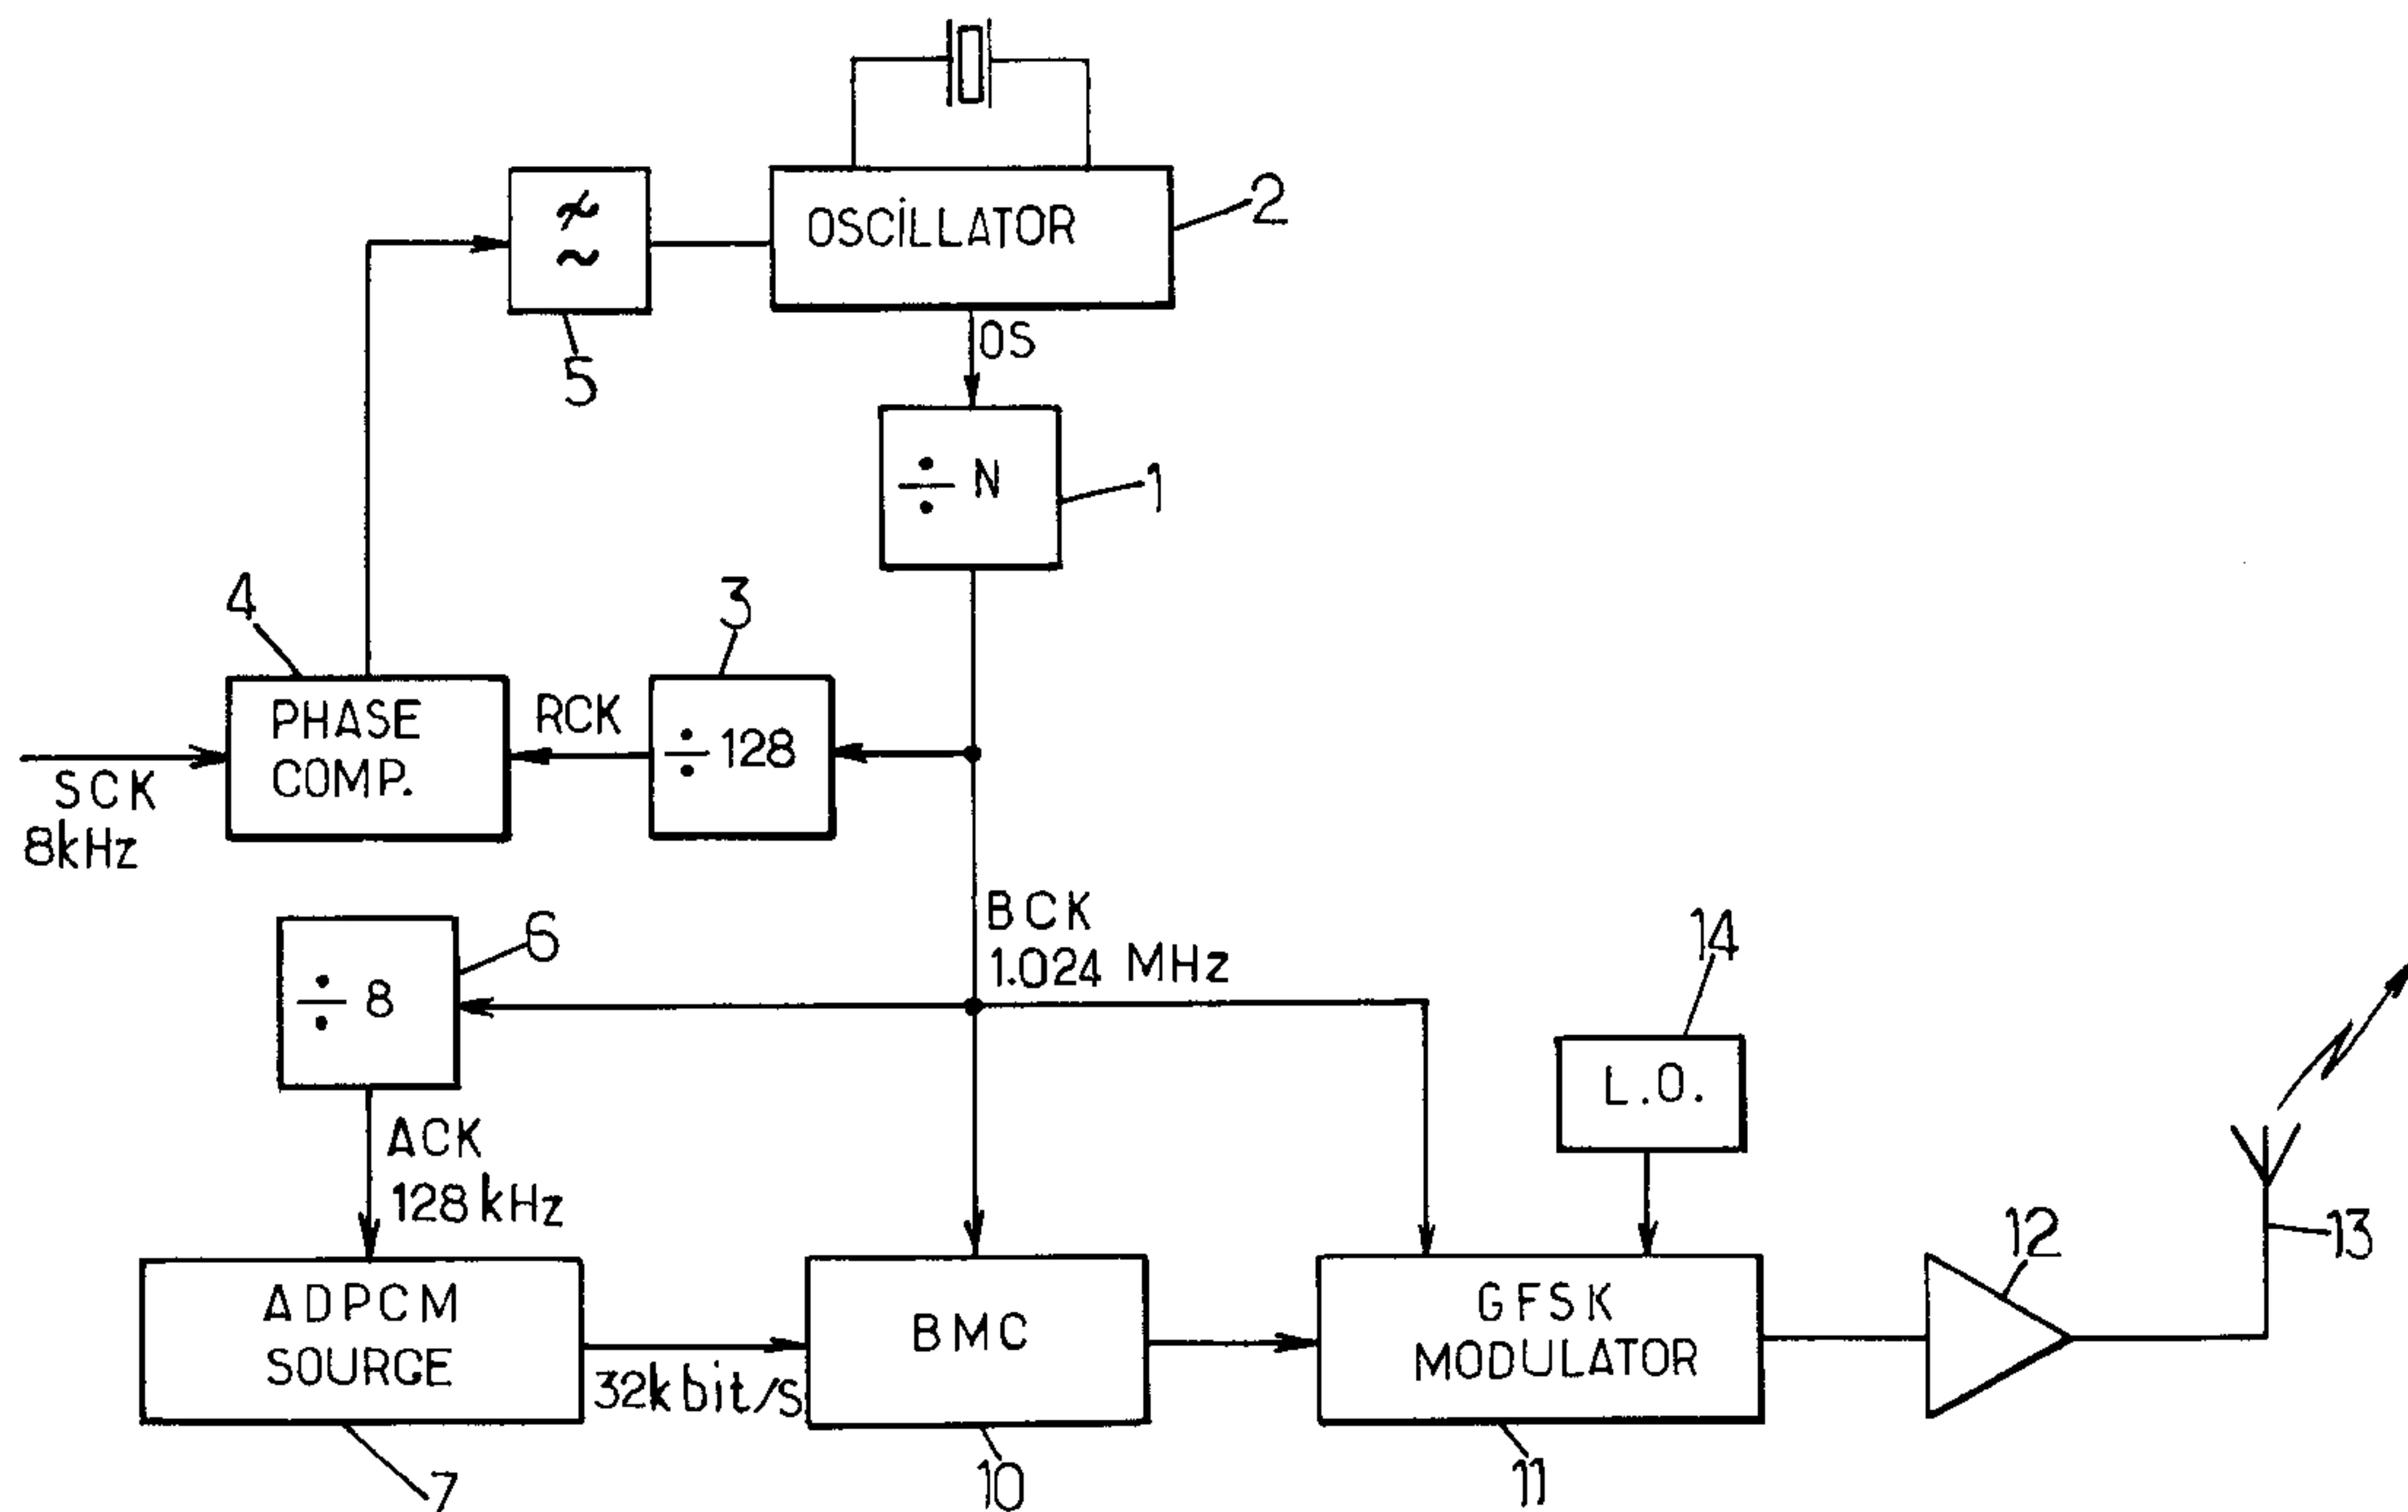 OSCiLLATOR
2
5
OS
÷ N
1
4
3
PHASE
COMP.
RCK
÷ 128
SCK
8kHz
6
÷ 8
BCK
1.024 MHz
14
L.O.
ACK
128 kHz
ADPCM
SOURCE
32k bit/s
BMC
GFSK
MODULATOR
12
13
7
10
11